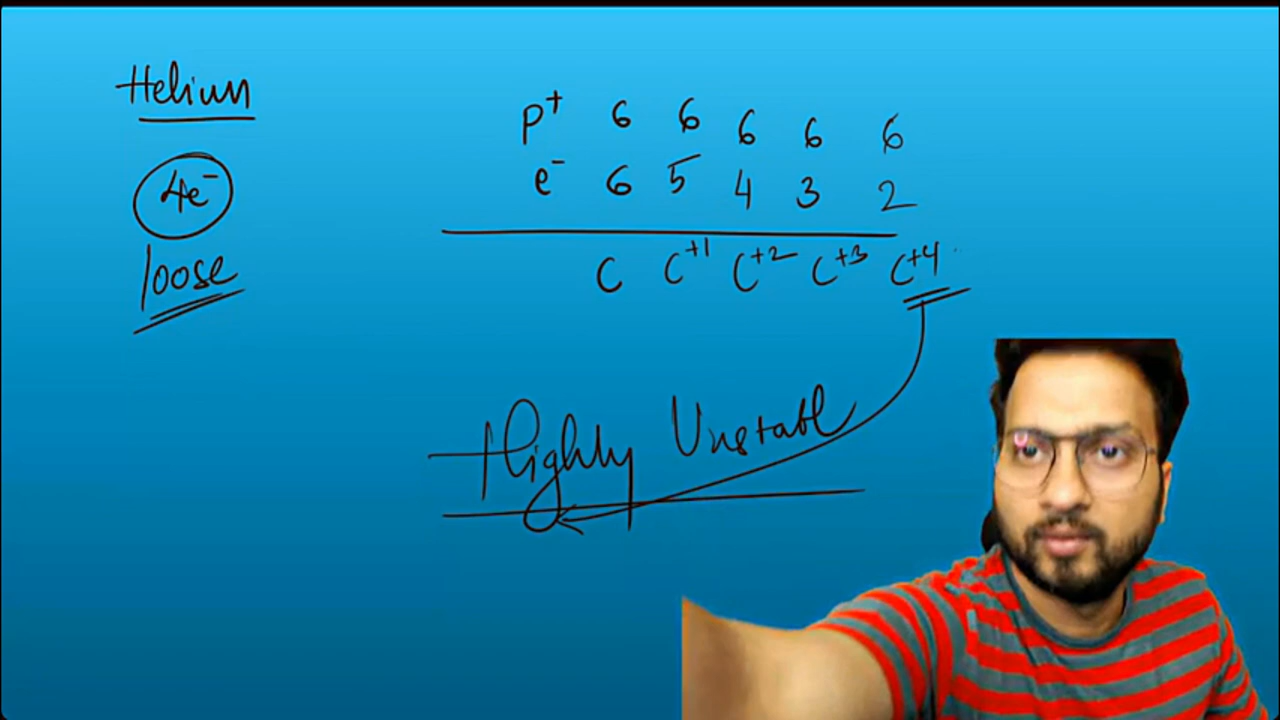 Helium
4e⁻
loose
p⁺ 6 6 6 6 6
e⁻ 6 5 4 3 2
C C⁺¹ C⁺² C⁺³ C⁺⁴
Highly Unstable